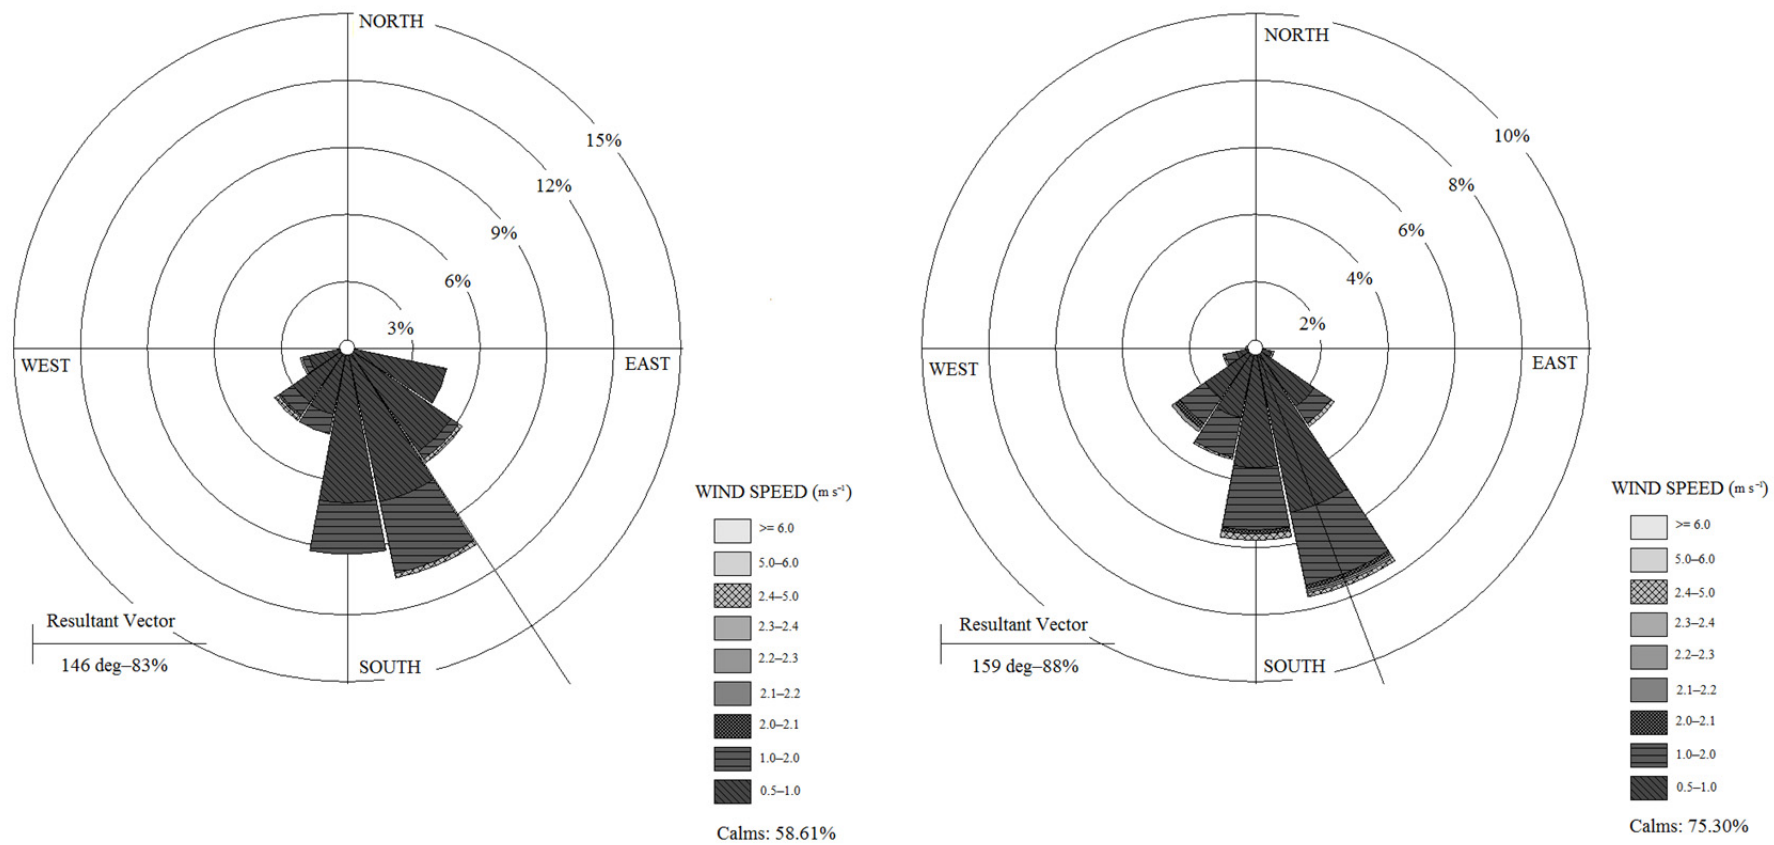 NORTH
15%
12%
9%
6%
3%
WEST
EAST
SOUTH
Resultant Vector
146 deg–83%
WIND SPEED (m s⁻¹)
>= 6.0
5.0–6.0
2.4–5.0
2.3–2.4
2.2–2.3
2.1–2.2
2.0–2.1
1.0–2.0
0.5–1.0
Calms: 58.61%
NORTH
10%
8%
6%
4%
2%
WEST
EAST
SOUTH
Resultant Vector
159 deg–88%
WIND SPEED (m s⁻¹)
>= 6.0
5.0–6.0
2.4–5.0
2.3–2.4
2.2–2.3
2.1–2.2
2.0–2.1
1.0–2.0
0.5–1.0
Calms: 75.30%